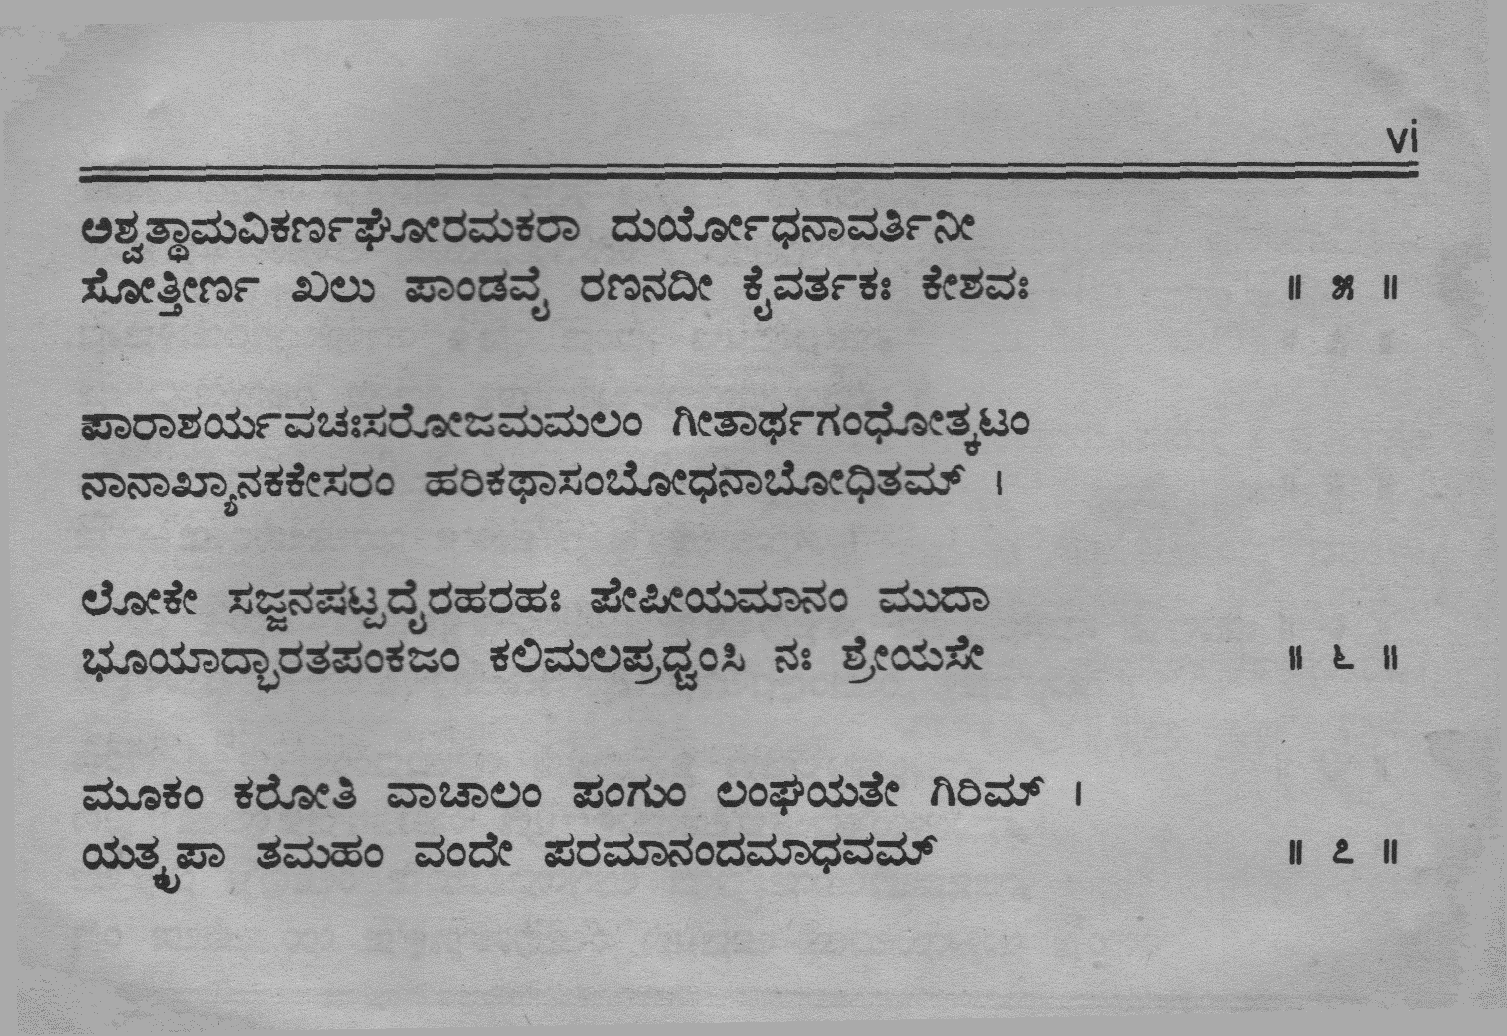 vi
ಅಶ್ವತ್ಥಾಮವಿಕರ್ಣಘೋರಮಕರಾ ದುರ್ಯೋಧನಾವರ್ತಿನೀ
ಸೋತ್ತೀರ್ಣ ಖಲು ಪಾಂಡವೈ ರಣನದೀ ಕೈವರ್ತಕಃ ಕೇಶವಃ ॥ ೫ ॥
ಪಾರಾಶರ್ಯವಚಃಸರೋಜಮಮಲಂ ಗೀತಾರ್ಥಗಂಧೋತ್ಕಟಂ
ನಾನಾಖ್ಯಾನಕಕೇಸರಂ ಹರಿಕಥಾಸಂಬೋಧನಾಬೋಧಿತಮ್ ।
ಲೋಕೇ ಸಜ್ಜನಷಟ್ಪದೈರಹರಹಃ ಪೇಪೀಯಮಾನಂ ಮುದಾ
ಭೂಯಾದ್ಭಾರತಪಂಕಜಂ ಕಲಿಮಲಪ್ರಧ್ವಂಸಿ ನಃ ಶ್ರೇಯಸೇ ॥ ೬ ॥
ಮೂಕಂ ಕರೋತಿ ವಾಚಾಲಂ ಪಂಗುಂ ಲಂಘಯತೇ ಗಿರಿಮ್ ।
ಯತ್ಕೃಪಾ ತಮಹಂ ವಂದೇ ಪರಮಾನಂದಮಾಧವಮ್ ॥ ೭ ॥